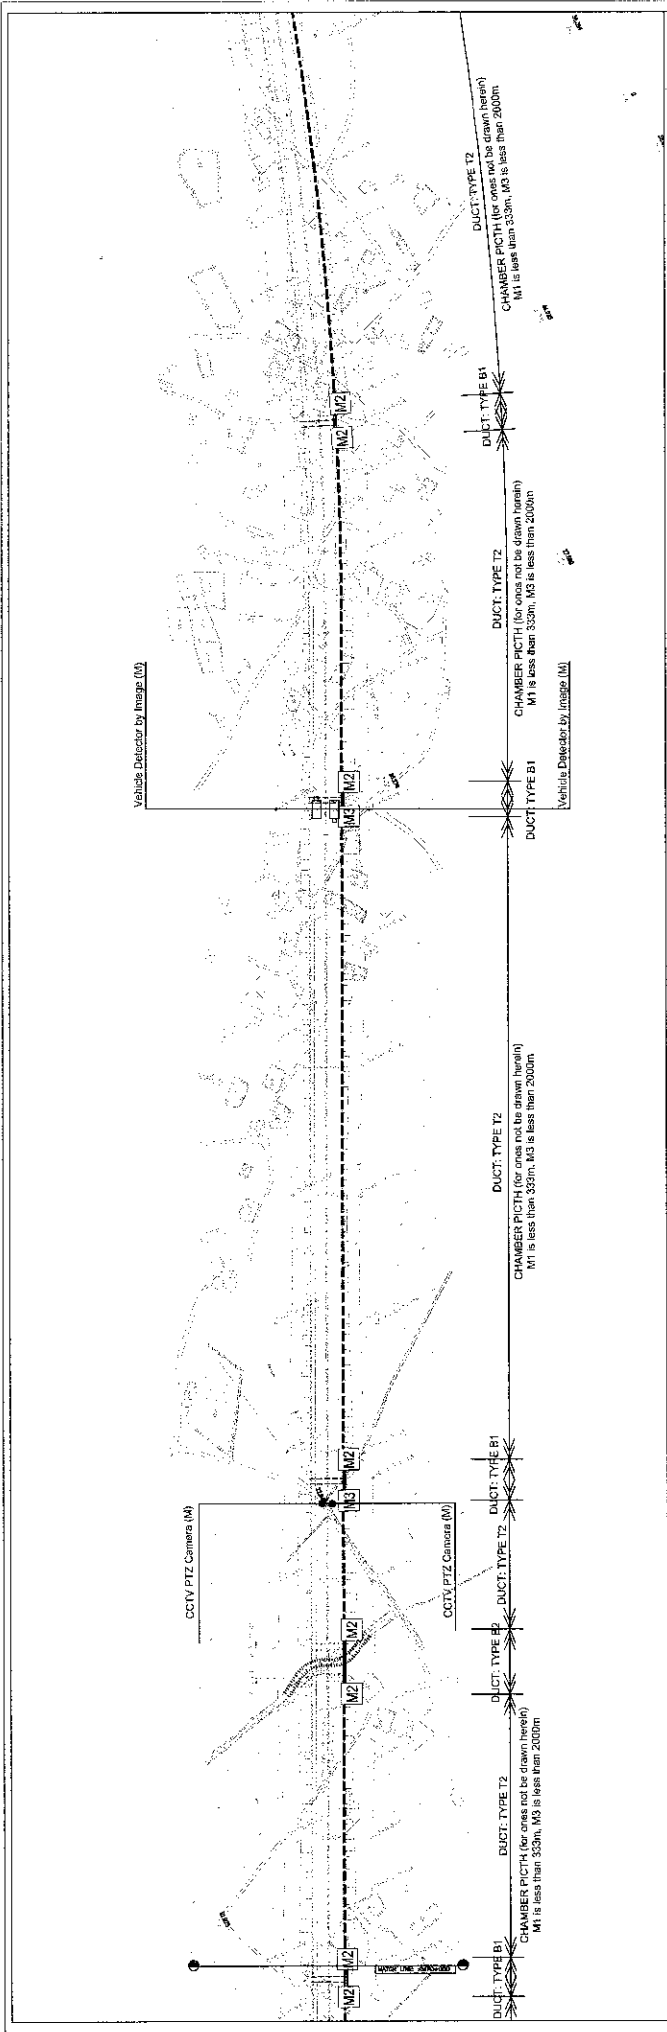 DUCT: TYPE T2
CHAMBER PICTH (for ones not be drawn herein)
M1 is less than 333m, M3 is less than 2000m
DUCT: TYPE B1
M2
M2
DUCT: TYPE T2
CHAMBER PICTH (for ones not be drawn herein)
M1 is less than 333m, M3 is less than 2000m
Vehicle Detector by Image (M)
Vehicle Detector by Image (M)
M2
M3
DUCT: TYPE B1
DUCT: TYPE T2
CHAMBER PICTH (for ones not be drawn herein)
M1 is less than 333m, M3 is less than 2000m
M2
M3
DUCT: TYPE B1
CCTV PTZ Camera (M)
CCTV PTZ Camera (M)
DUCT: TYPE T2
M2
M2
DUCT: TYPE B2
DUCT: TYPE T2
CHAMBER PICTH (for ones not be drawn herein)
M1 is less than 333m, M3 is less than 2000m
M2
M2
DUCT: TYPE B1
MATCH LINE